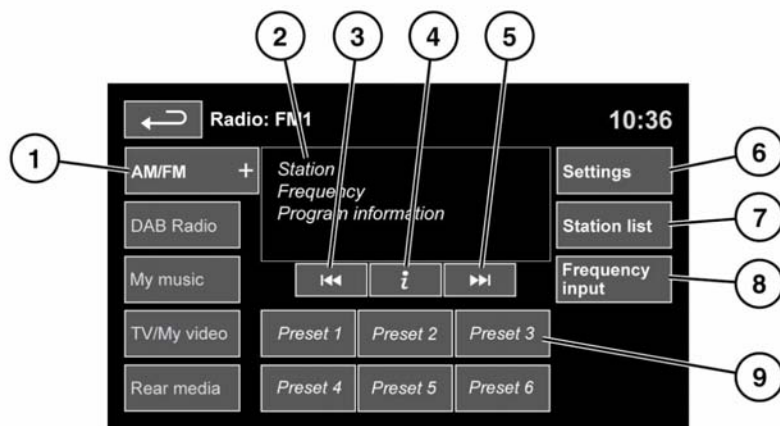 2 3 4 5
Radio: FM1 10:36
1 AM/FM + Station Settings 6
Frequency
Program information
DAB Radio Station list 7
My music i Frequency input 8
TV/My video Preset 1 Preset 2 Preset 3 9
Rear media Preset 4 Preset 5 Preset 6